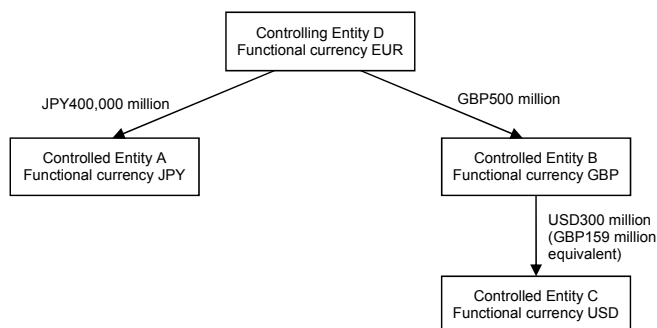 Controlling Entity D
Functional currency EUR
JPY400,000 million
GBP500 million
Controlled Entity A
Functional currency JPY
Controlled Entity B
Functional currency GBP
USD300 million
(GBP159 million
equivalent)
Controlled Entity C
Functional currency USD